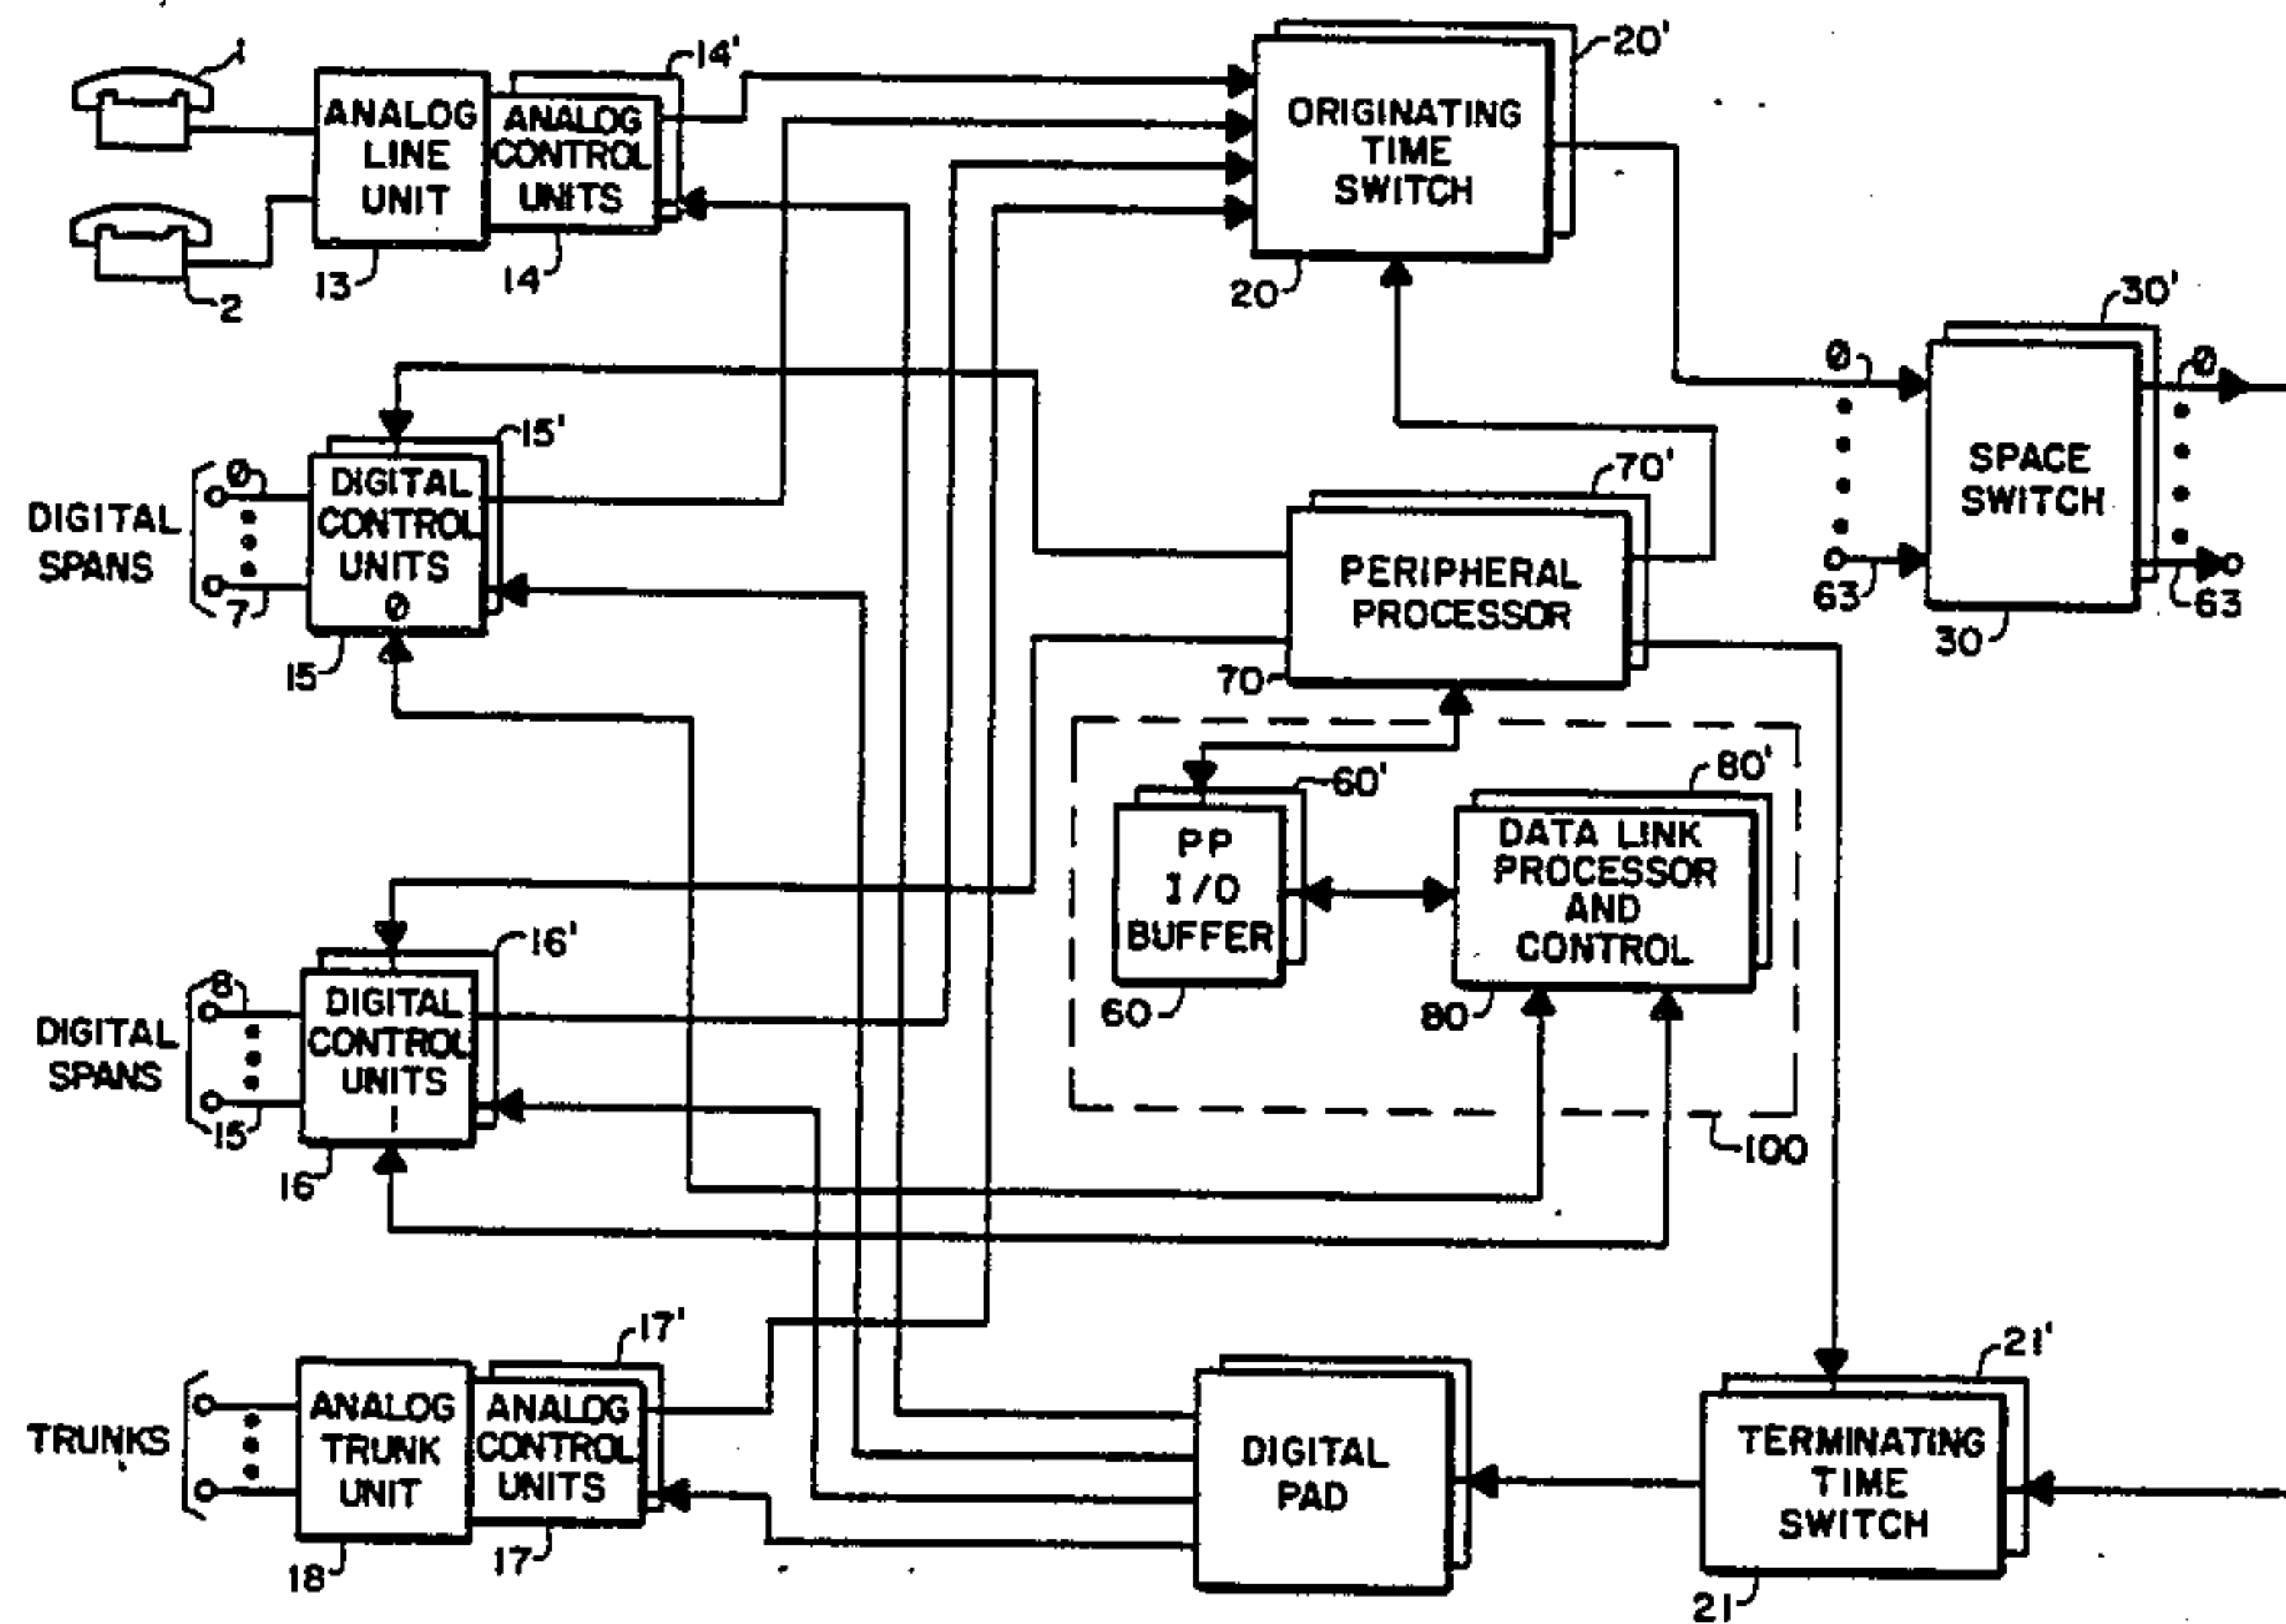 1
14'
20'
ANALOG
LINE
UNIT
ANALOG
CONTROL
UNITS
ORIGINATING
TIME
SWITCH
13
14
2
20
30'
0
0
15'
0
DIGITAL
SPANS
7
DIGITAL
CONTROL
UNITS
0
15
70'
PERIPHERAL
PROCESSOR
70
SPACE
SWITCH
63
63
30
60'
80'
PP
I/O
BUFFER
DATA LINK
PROCESSOR
AND
CONTROL
60
80
100
16'
8
DIGITAL
SPANS
15
DIGITAL
CONTROL
UNITS
1
16
17'
21'
TRUNKS
ANALOG
TRUNK
UNIT
ANALOG
CONTROL
UNITS
DIGITAL
PAD
TERMINATING
TIME
SWITCH
18
17
21